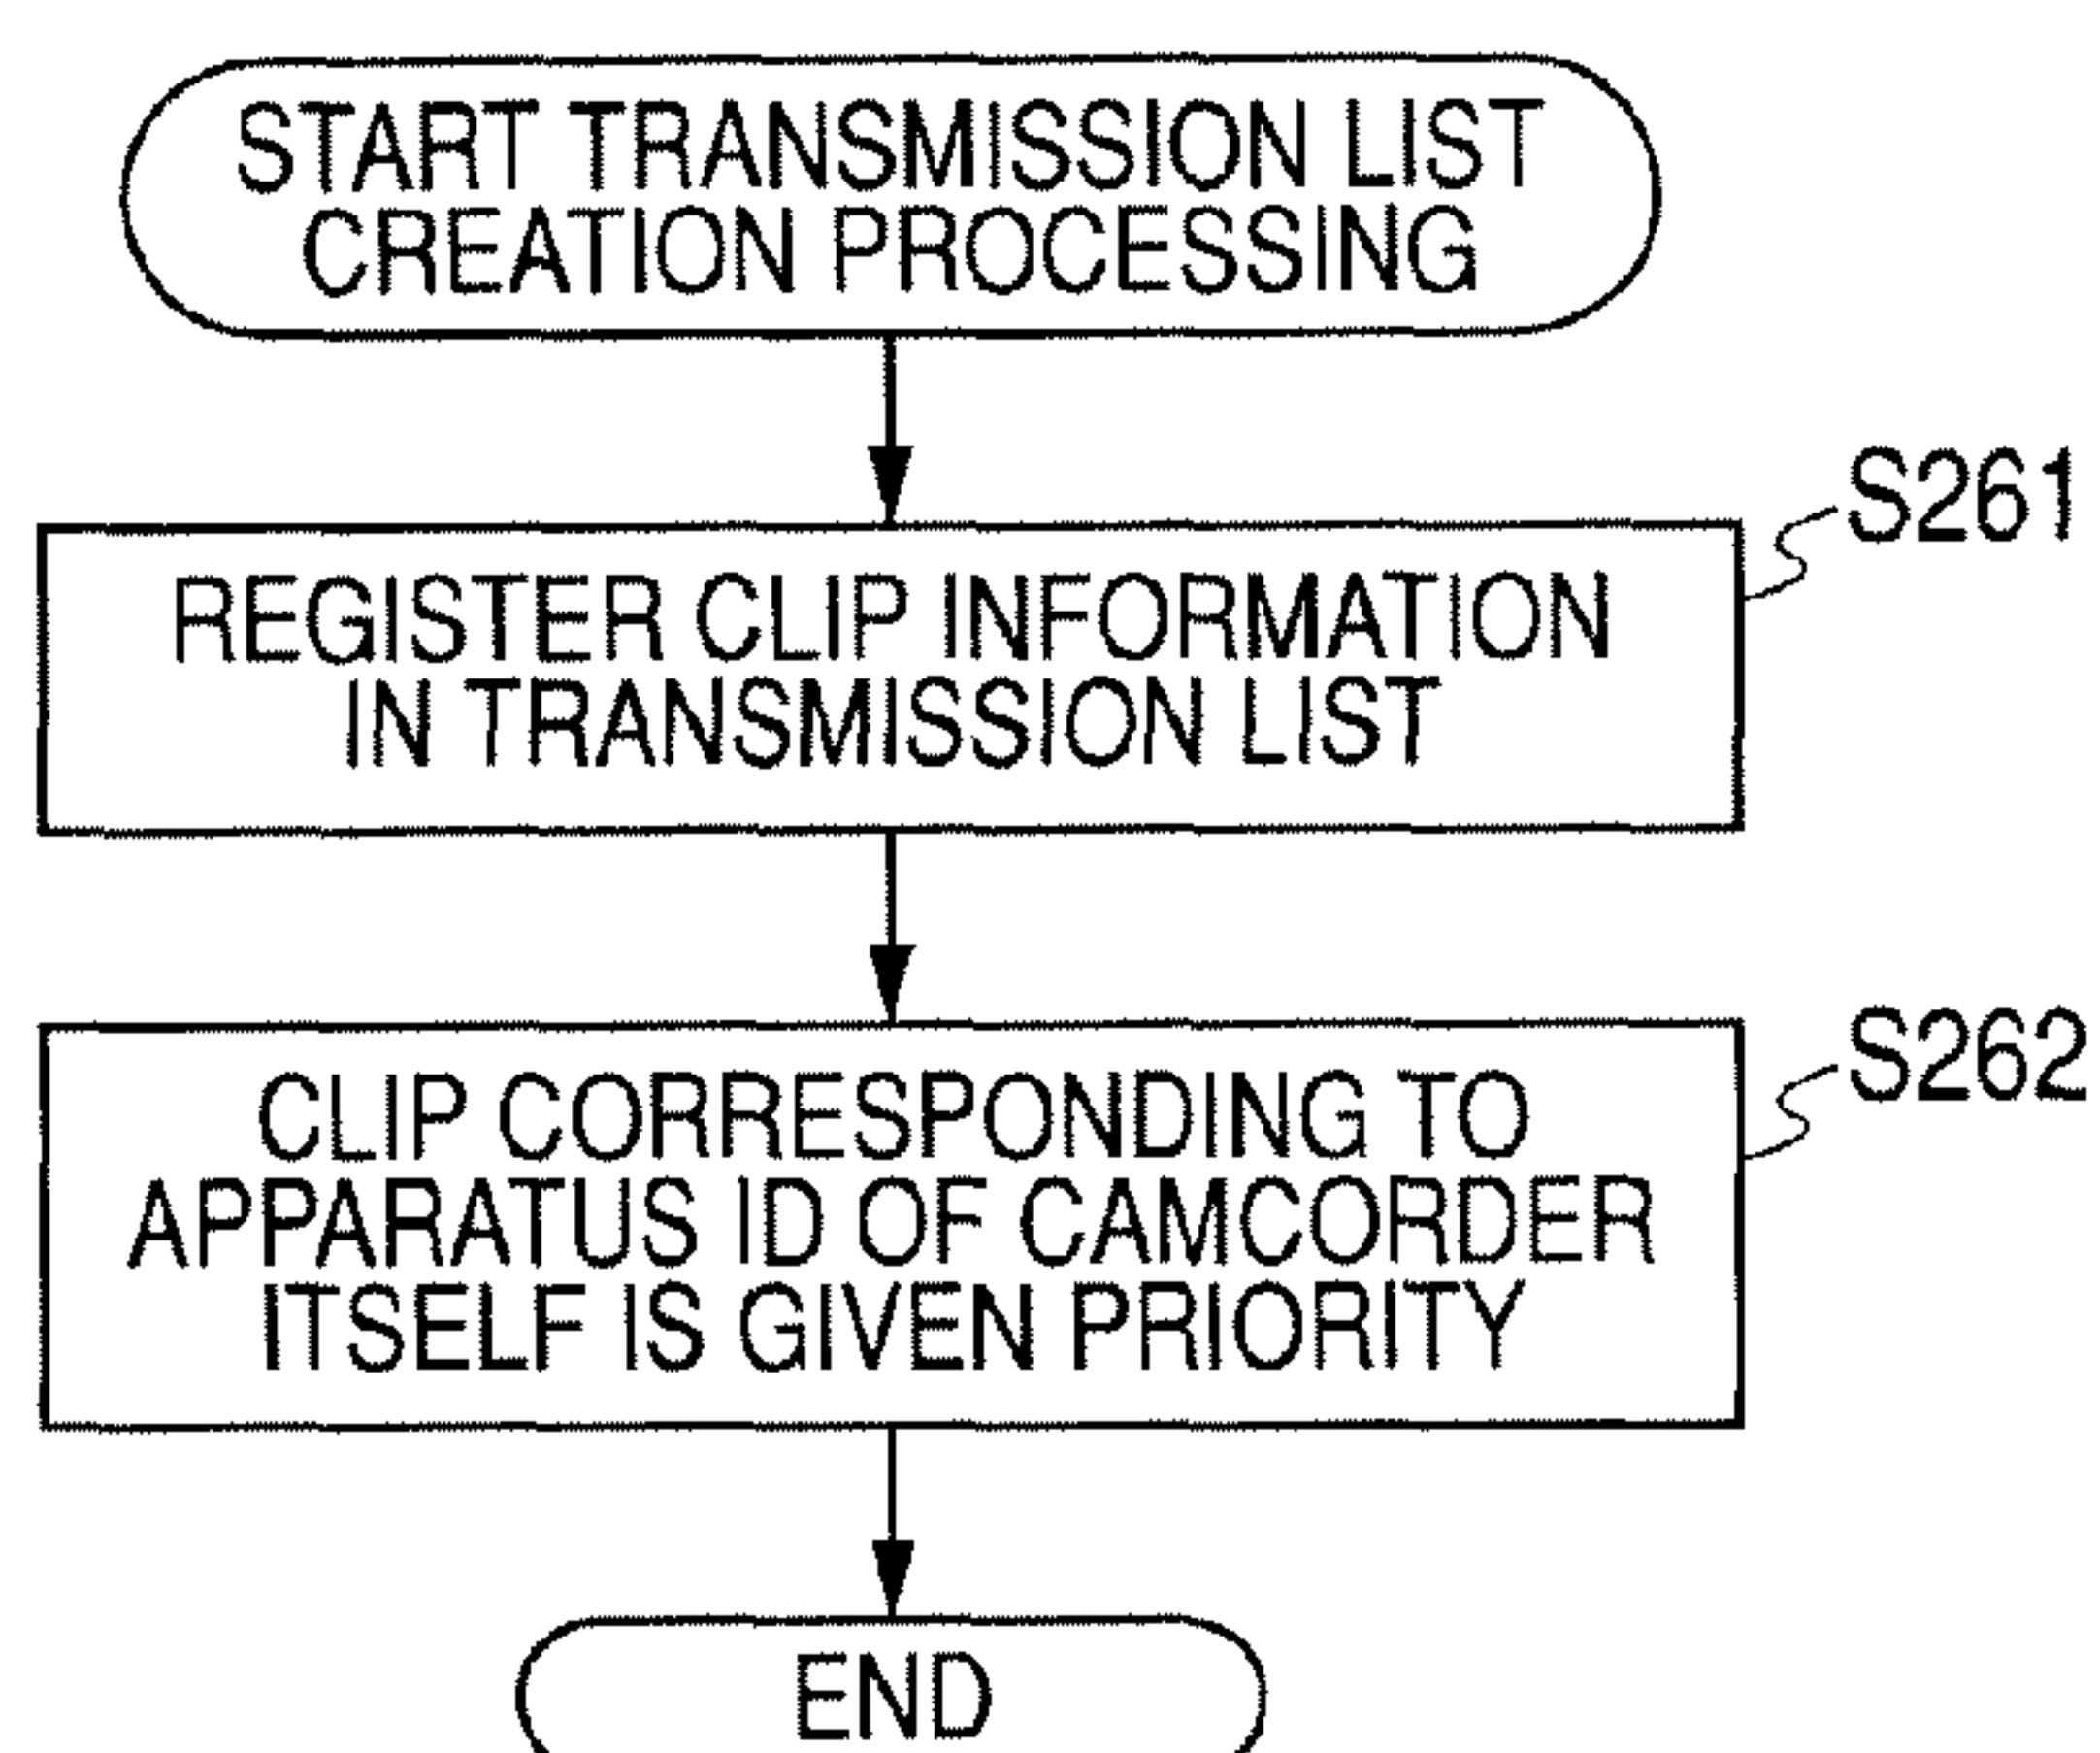 START TRANSMISSION LIST
CREATION PROCESSING
S261
REGISTER CLIP INFORMATION
IN TRANSMISSION LIST
S262
CLIP CORRESPONDING TO
APPARATUS ID OF CAMCORDER
ITSELF IS GIVEN PRIORITY
END